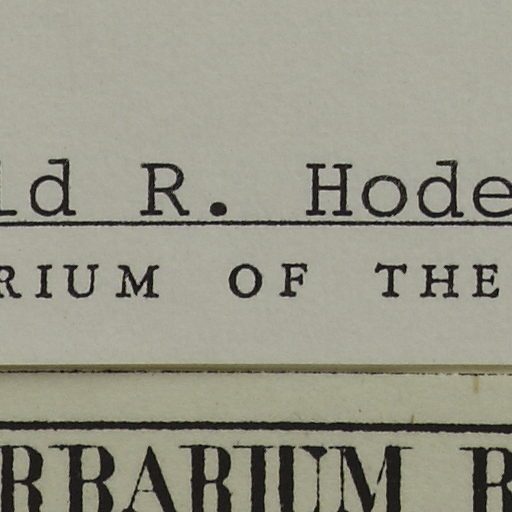 ld R. Hode
RIUM OF THE
RBARIUM R